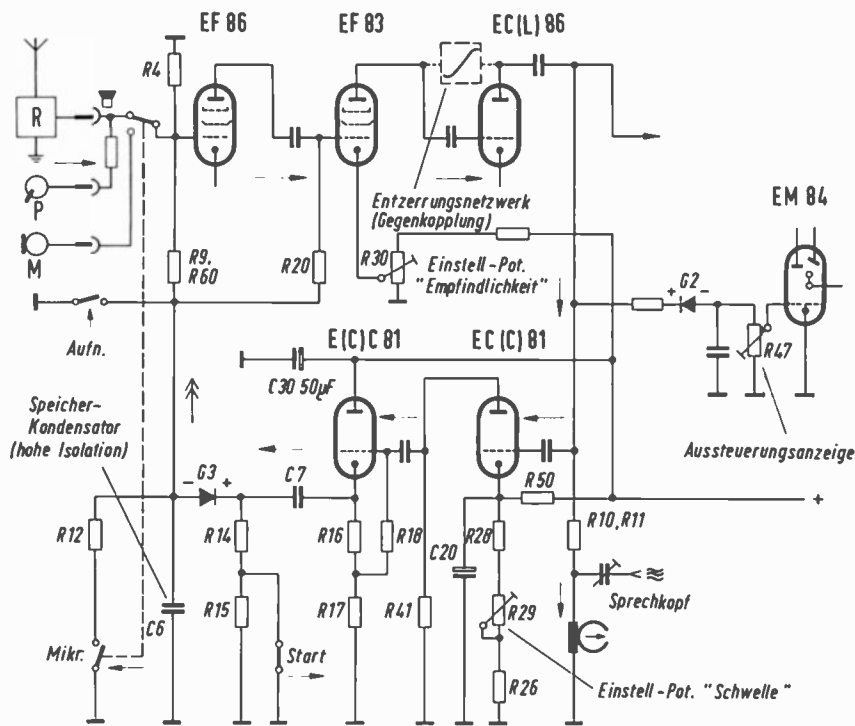 EF 86
EF 83
EC(L) 86
R4
R
P
M
Entzerrungsnetzwerk
(Gegenkopplung)
EM 84
R9,
R60
R20
R30
Einstell-Pot.
"Empfindlichkeit"
+ G2 -
R47
Aufn.
E(C)C 81
EC(C) 81
C30 50µF
Speicher-
Kondensator
(hohe Isolation)
Aussteuerungsanzeige
- G3 +
C7
R50
+
R12
R14
R16
R18
C20
R28
R10, R11
Sprechkopf
C6
R15
R17
R41
R29
Mikr.
Start
R26
Einstell-Pot. "Schwelle"